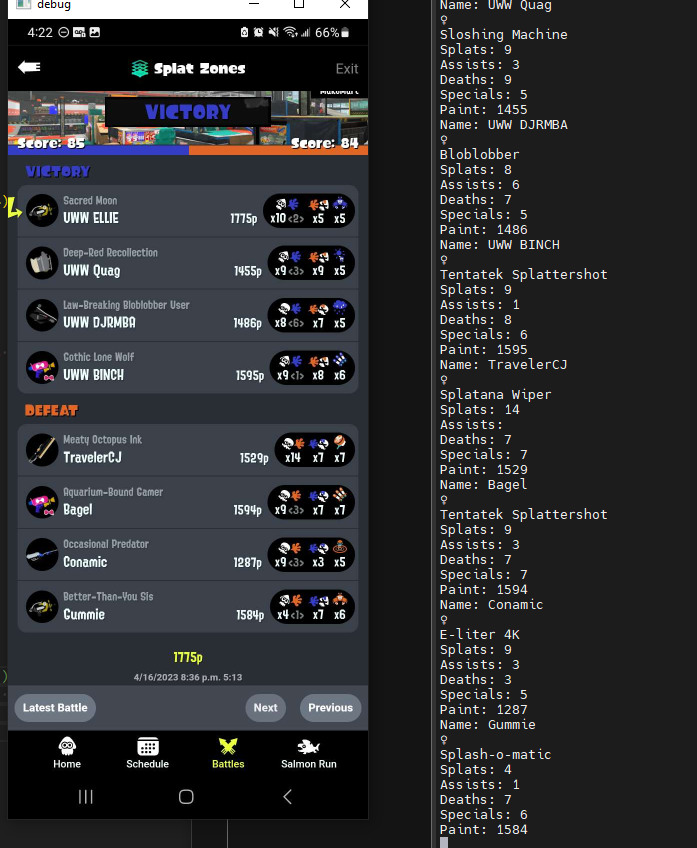 debug
4:22
66%
Splat Zones
Exit
VICTORY
Score: 85
Score: 84
VICTORY
Sacred Moon
UWW ELLIE
1775p
x10 <2> x5 x5
Deep-Red Recollection
UWW Quag
1455p
x9 <3> x9 x5
Law-Breaking Bloblobber User
UWW DJRMBA
1486p
x8 <6> x7 x5
Gothic Lone Wolf
UWW BINCH
1595p
x9 <1> x8 x6
DEFEAT
Meaty Octopus Ink
TravelerCJ
1529p
x14 x7 x7
Aquarium-Bound Gamer
Bagel
1594p
x9 <3> x7 x7
Occasional Predator
Conamic
1287p
x9 <3> x3 x5
Better-Than-You Sis
Gummie
1584p
x4 <1> x7 x6
1775p
4/16/2023 8:36 p.m. 5:13
Latest Battle
Next
Previous
Home
Schedule
Battles
Salmon Run
Name: UWW Quag
♀
Sloshing Machine
Splats: 9
Assists: 3
Deaths: 9
Specials: 5
Paint: 1455
Name: UWW DJRMBA
♀
Bloblobber
Splats: 8
Assists: 6
Deaths: 7
Specials: 5
Paint: 1486
Name: UWW BINCH
♀
Tentatek Splattershot
Splats: 9
Assists: 1
Deaths: 8
Specials: 6
Paint: 1595
Name: TravelerCJ
♀
Splatana Wiper
Splats: 14
Assists:
Deaths: 7
Specials: 7
Paint: 1529
Name: Bagel
♀
Tentatek Splattershot
Splats: 9
Assists: 3
Deaths: 7
Specials: 7
Paint: 1594
Name: Conamic
♀
E-liter 4K
Splats: 9
Assists: 3
Deaths: 3
Specials: 5
Paint: 1287
Name: Gummie
♀
Splash-o-matic
Splats: 4
Assists: 1
Deaths: 7
Specials: 6
Paint: 1584